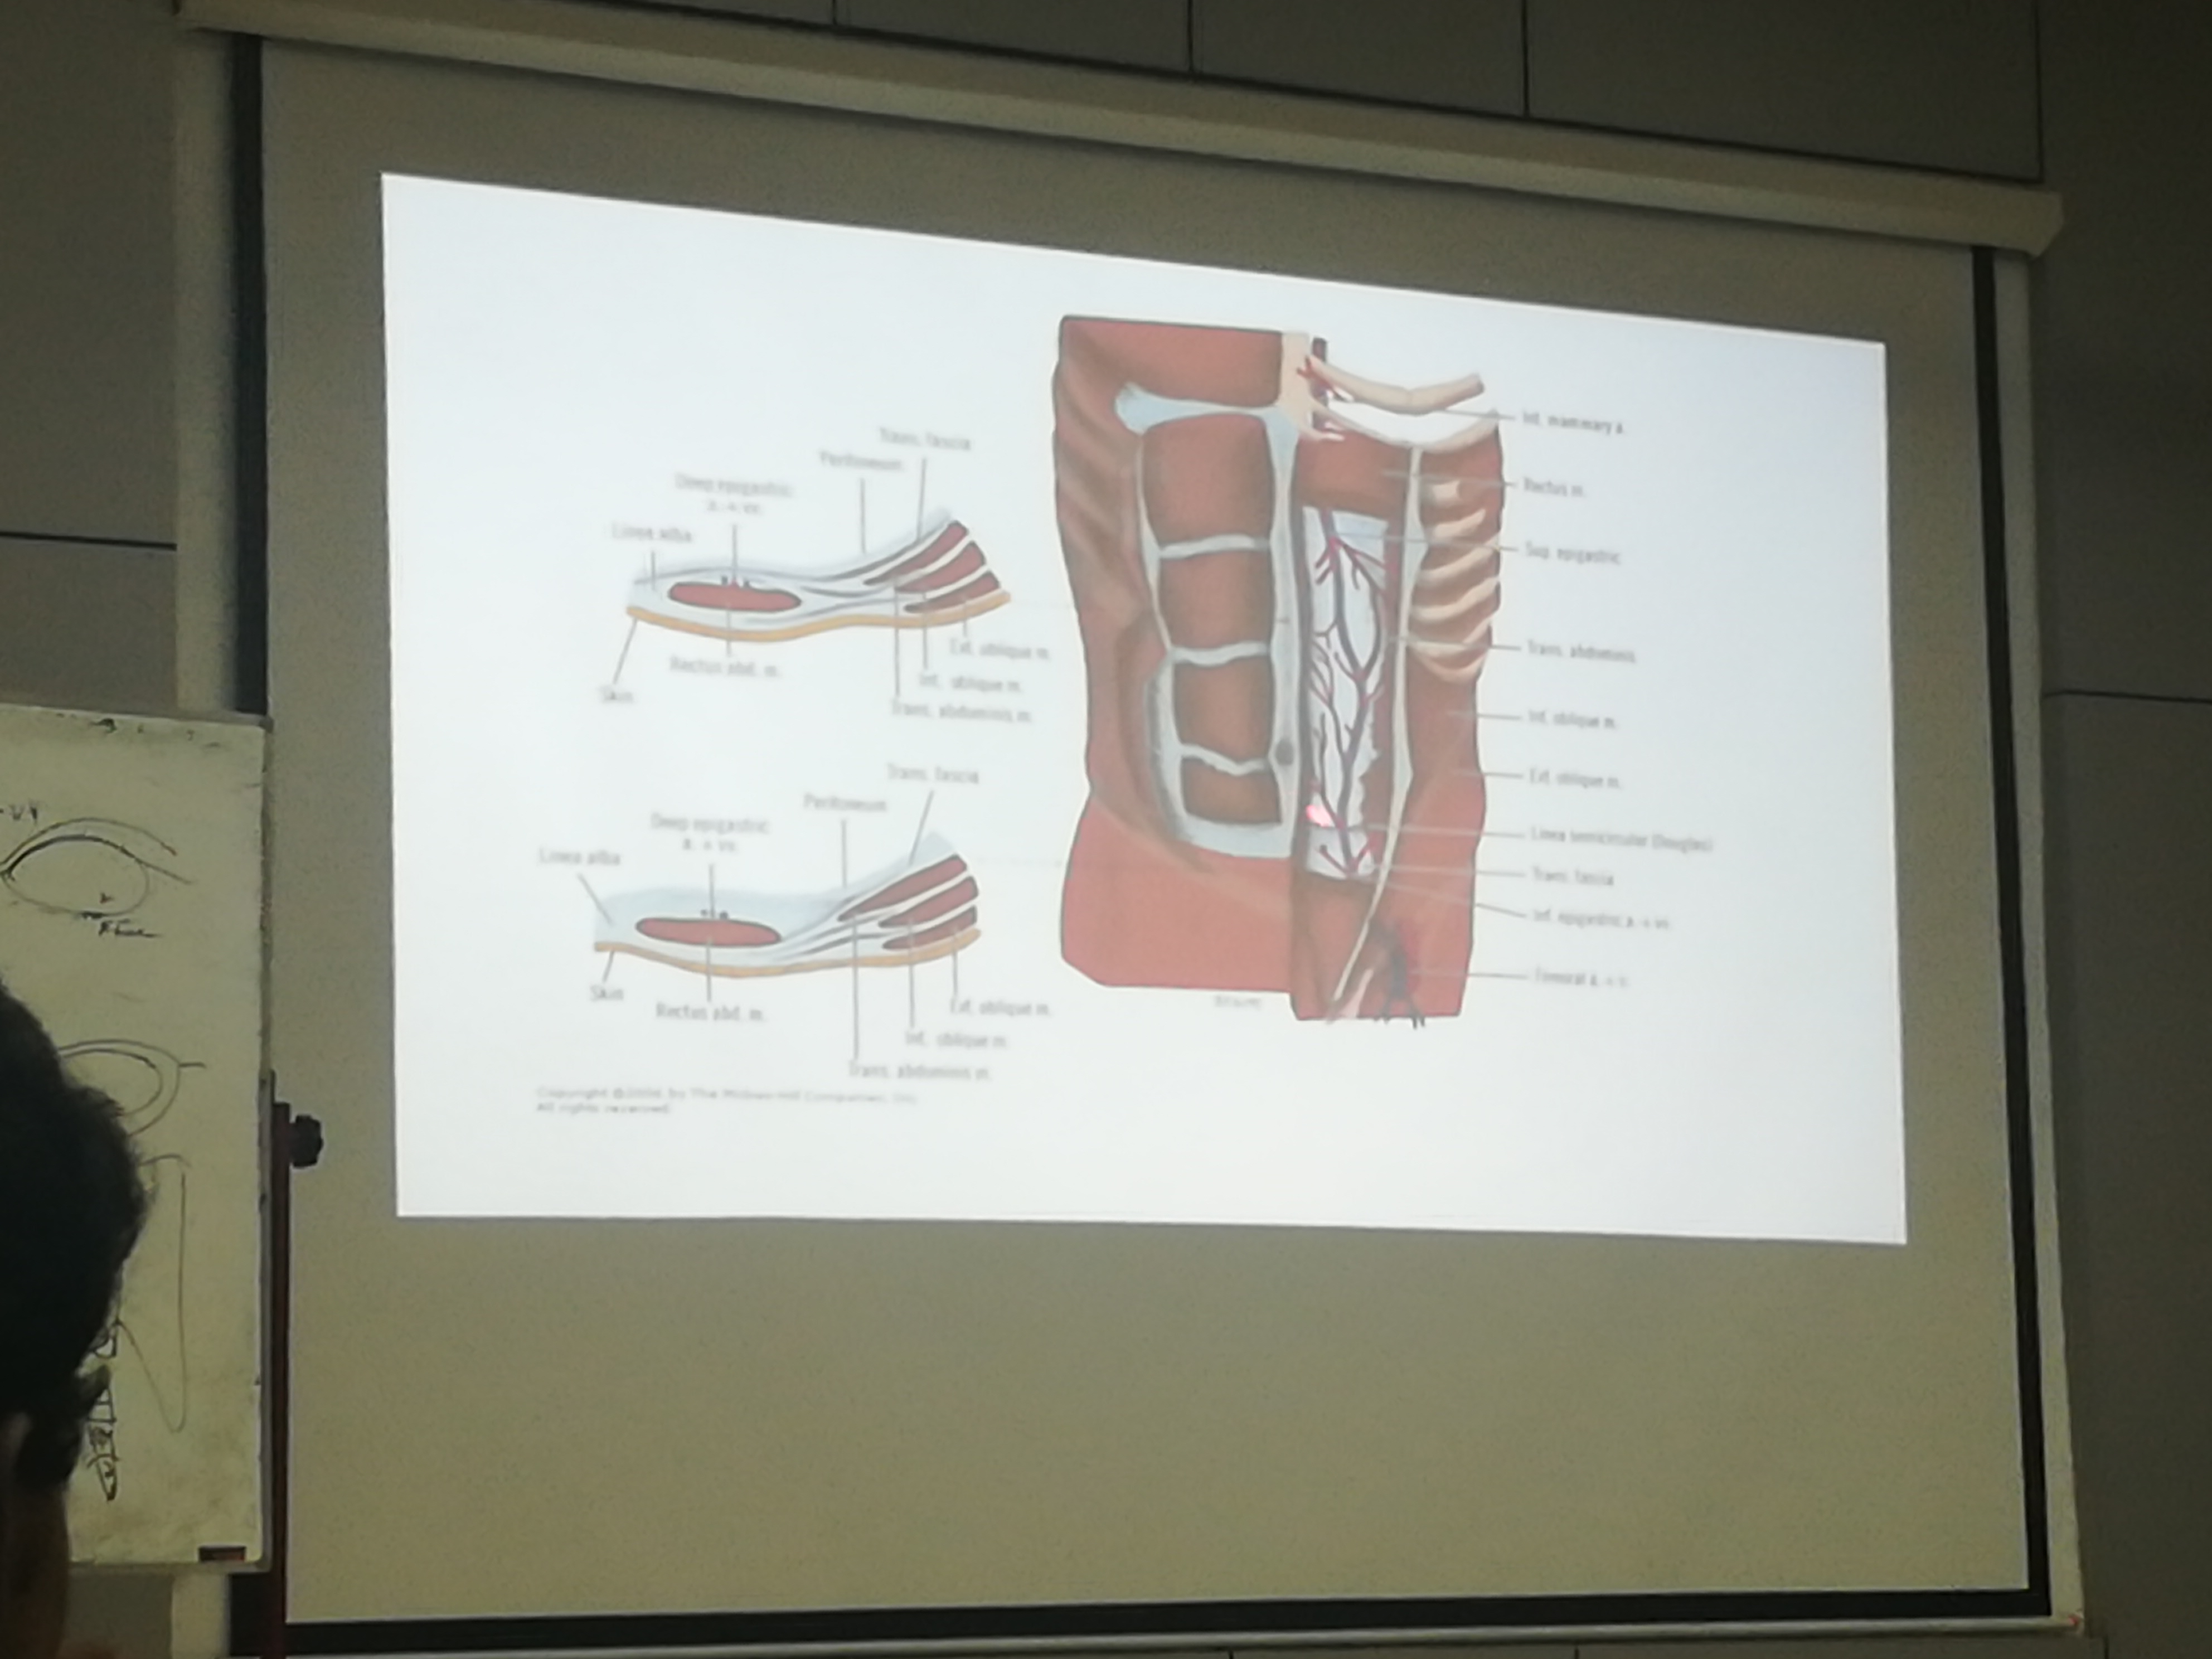 Trans. fascia
Peritoneum
Deep epigastric
a. + vv.
Linea alba
Ext. oblique m.
Rectus abd. m.
Int. oblique m.
Skin
Trans. abdominis m.
Trans. fascia
Peritoneum
Deep epigastric
a. + vv.
Linea alba
Skin
Rectus abd. m.
Ext. oblique m.
Int. oblique m.
Trans. abdominis m.
Copyright ©2006 by The McGraw-Hill Companies, Inc.
All rights reserved.
Int. mammary a.
Rectus m.
Sup. epigastric
Trans. abdominis
Int. oblique m.
Ext. oblique m.
Linea semicircular (Douglas)
Trans. fascia
Inf. epigastric a. + vv.
Femoral a. + v.